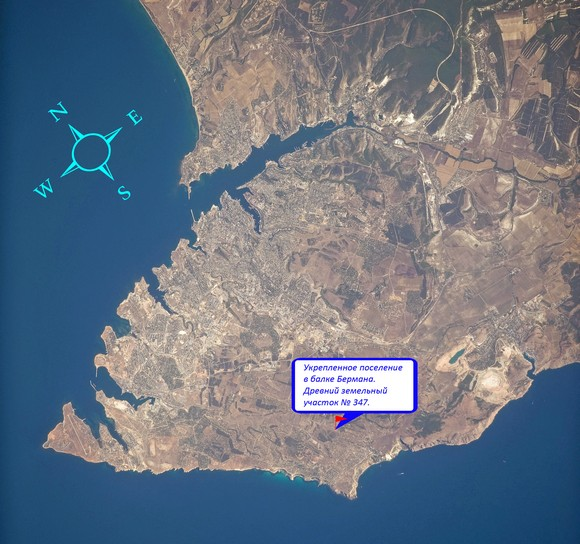 N
E
W
S
Укрепленное поселение
в балке Бермана.
Древний земельный
участок № 347.